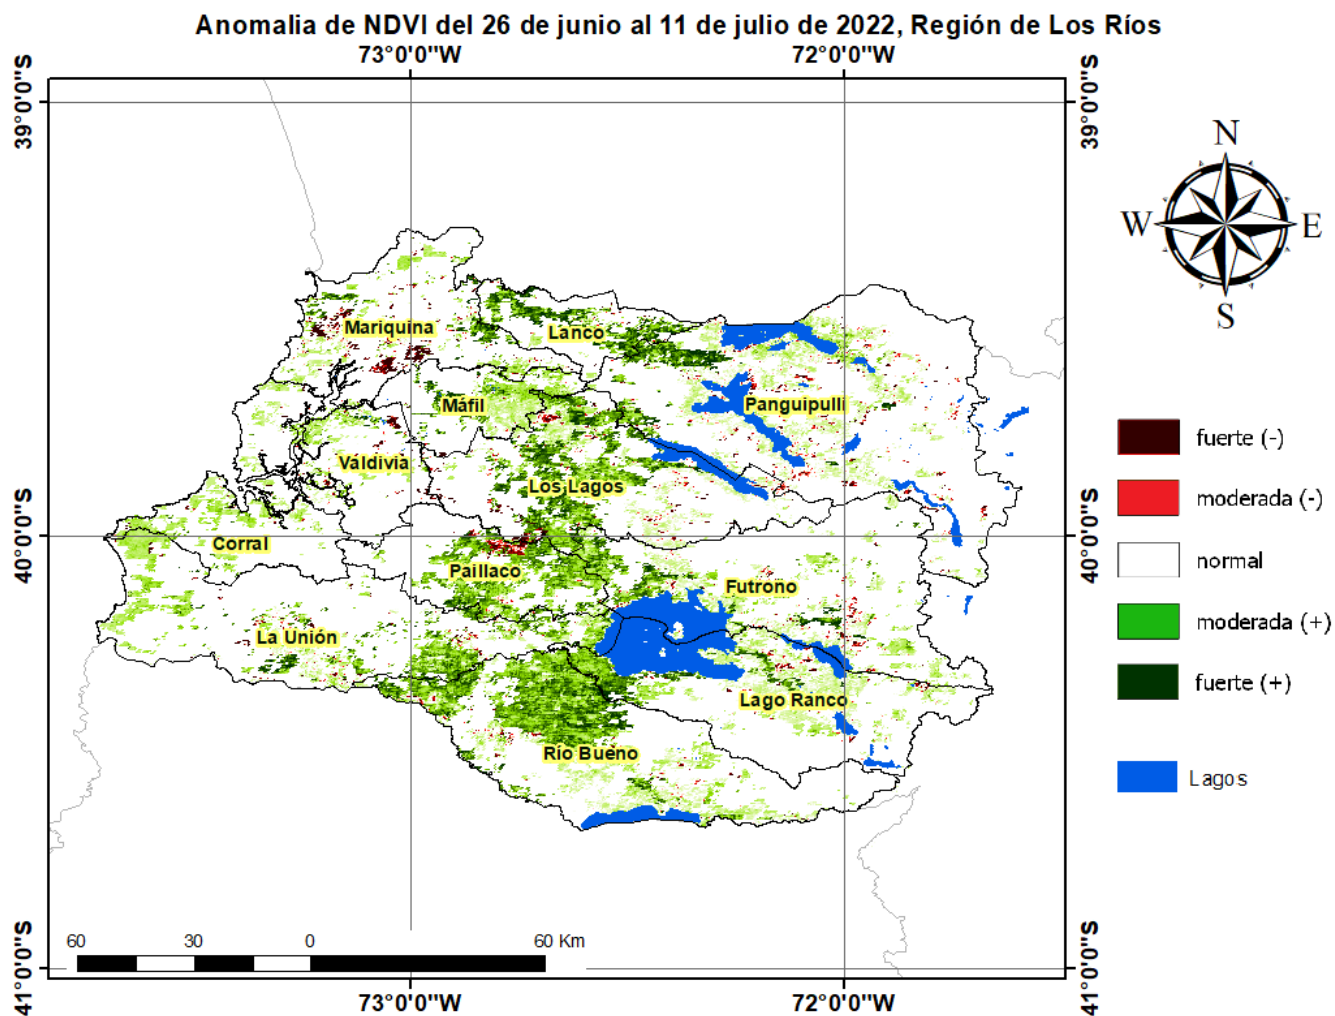 Anomalia de NDVI del 26 de junio al 11 de julio de 2022, Región de Los Ríos
73°0'0"W
72°0'0"W
39°0'0"S
39°0'0"S
N
W
E
S
Mariquina
Lanco
Máfil
Panguipulli
Valdivia
Los Lagos
fuerte (-)
moderada (-)
normal
moderada (+)
fuerte (+)
Lagos
40°0'0"S
40°0'0"S
Corral
Paillaco
Futrono
La Unión
Lago Ranco
Río Bueno
60
30
0
60 Km
41°0'0"S
41°0'0"S
73°0'0"W
72°0'0"W